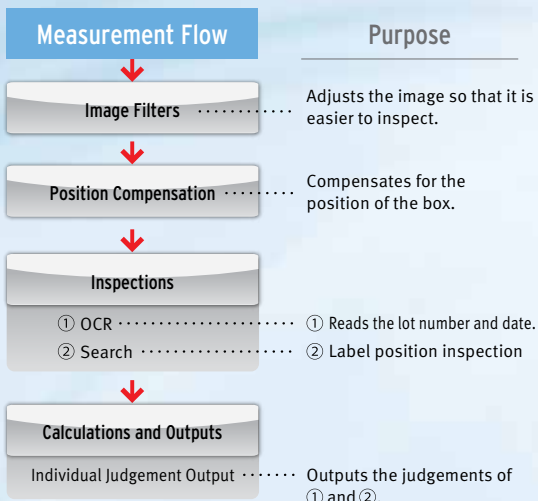 Measurement Flow Purpose
Image Filters ············ Adjusts the image so that it is
easier to inspect.
Position Compensation ········· Compensates for the
position of the box.
Inspections
① OCR ······················ ① Reads the lot number and date.
② Search ··················· ② Label position inspection
Calculations and Outputs
Individual Judgement Output ······· Outputs the judgements of
① and ②.